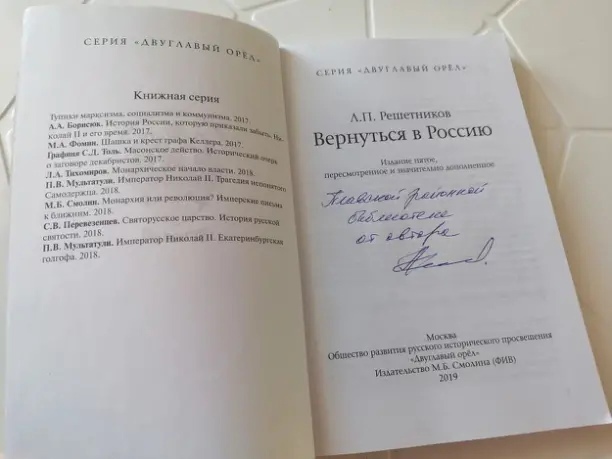 СЕРИЯ «ДВУГЛАВЫЙ ОРЁЛ»
Книжная серия
Тупики марксизма, социализма и коммунизма. 2017.
А.А. Борисюк. История России, которую приказали забыть. Ни-
колай II и его время. 2017.
М.А. Фомин. Шашка и крест графа Келлера. 2017.
Графиня С.Д. Толь. Масонское действо. Исторический очерк
о заговоре декабристов. 2017.
Л.А. Тихомиров. Монархическое начало власти. 2018.
П.В. Мультатули. Император Николай II. Трагедия непонятого
Самодержца. 2018.
М.Б. Смолин. Монархия или революция? Имперские письма
к ближним. 2018.
С.В. Перевезенцев. Святорусское царство. История русской
святости. 2018.
П.В. Мультатули. Император Николай II. Екатеринбургская
голгофа. 2018.
СЕРИЯ «ДВУГЛАВЫЙ ОРЁЛ»
Л.П. Решетников
Вернуться в Россию
Издание пятое,
пересмотренное и значительно дополненное
Плавской районной
библиотеке
от автора
Москва
Общество развития русского исторического просвещения
«Двуглавый орёл»
Издательство М.Б. Смолина (ФИВ)
2019